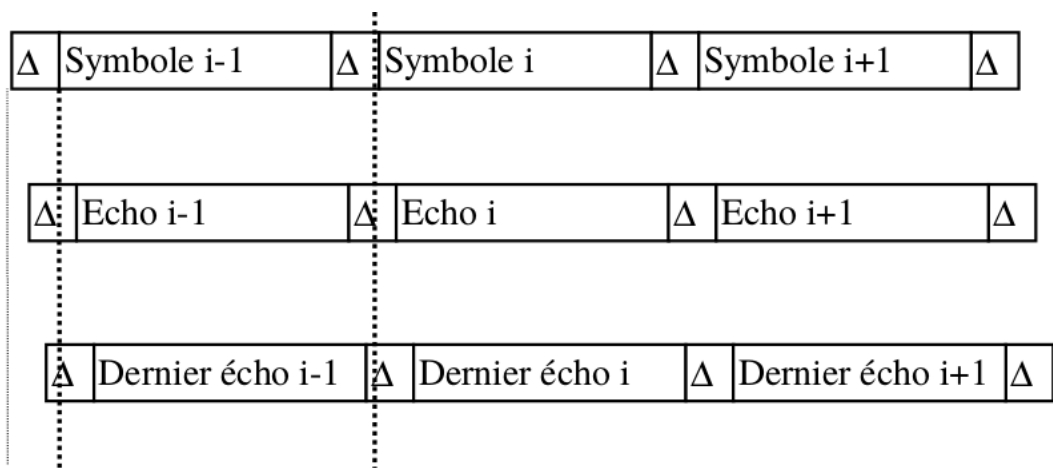 Δ Symbole i-1 Δ Symbole i Δ Symbole i+1 Δ
Δ Echo i-1 Δ Echo i Δ Echo i+1 Δ
Δ Dernier écho i-1 Δ Dernier écho i Δ Dernier écho i+1 Δ